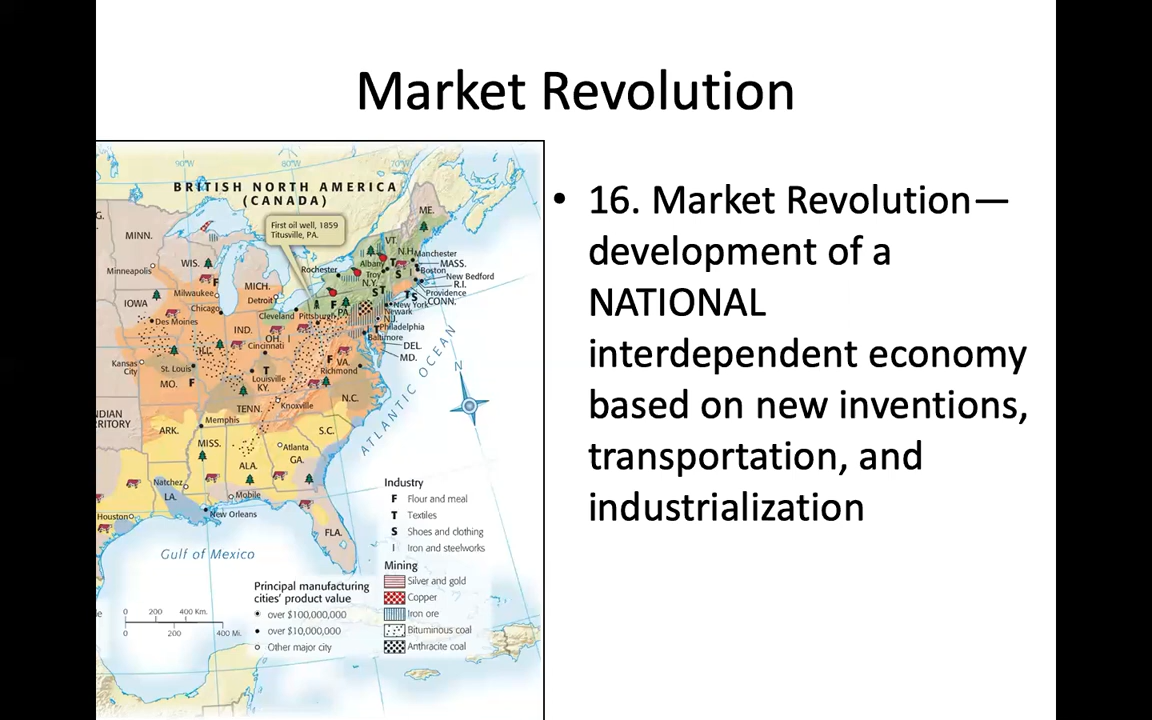 Market Revolution
90°W
80°W
70°W
BRITISH NORTH AMERICA
(CANADA)
First oil well, 1859
Titusville, PA.
ME.
MINN.
VT.
N.H.
Manchester
WIS.
Minneapolis
Albany
MASS.
Boston
Rochester
Troy
New Bedford
N.Y.
R.I.
MICH.
Providence
Milwaukee
Detroit
CONN.
IOWA
New York
Chicago
Cleveland
Pittsburgh
PA.
Newark
Des Moines
N.J.
IND.
OH.
Philadelphia
Cincinnati
Baltimore
ILL.
DEL.
MD.
Kansas
City
St. Louis
VA.
Louisville
Richmond
MO.
KY.
N.C.
TENN.
Knoxville
NDIAN
RRITORY
Memphis
ARK.
S.C.
MISS.
Atlanta
ALA.
GA.
Natchez
LA.
Mobile
Houston
New Orleans
FLA.
ATLANTIC OCEAN
N
Gulf of Mexico
0 200 400 Km.
0 200 400 Mi.
Principal manufacturing
cities' product value
over $100,000,000
over $10,000,000
Other major city
Industry
F Flour and meal
T Textiles
S Shoes and clothing
I Iron and steelworks
Mining
Silver and gold
Copper
Iron ore
Bituminous coal
Anthracite coal
• 16. Market Revolution—
development of a
NATIONAL
interdependent economy
based on new inventions,
transportation, and
industrialization